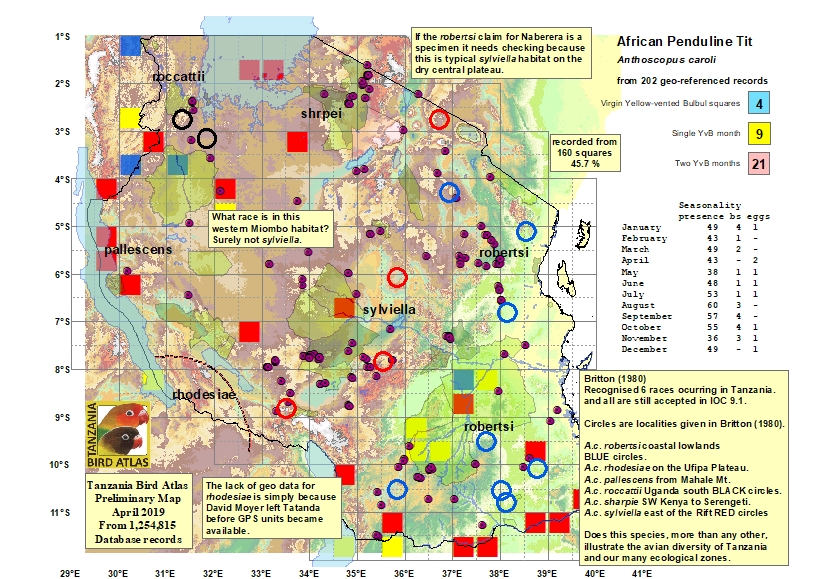 If the robertsi claim for Naberera is a
specimen it needs checking because
this is typical sylviella habitat on the
dry central plateau.
African Penduline Tit
Anthoscopus caroli
from 202 geo-referenced records
Virgin Yellow-vented Bulbul squares
4
Single YvB month
9
Two YvB months
21
recorded from
160 squares
45.7 %
Seasonality
presence bs eggs
January 49 4 1
February 43 1 -
March 49 2 -
April 43 - 2
May 38 1 1
June 48 1 1
July 53 1 1
August 60 3 -
September 57 4 -
October 55 4 1
November 36 3 1
December 49 - 1
1°S
2°S
3°S
4°S
5°S
6°S
7°S
8°S
9°S
10°S
11°S
roccattii
shrpei
What race is in this
western Miombo habitat?
Surely not sylviella.
pallescens
robertsi
sylviella
rhodesiae
robertsi
Britton (1980)
Recognised 6 races ocurring in Tanzania.
and all are still accepted in IOC 9.1.
Circles are localities given in Britton (1980).
A.c. robertsi coastal lowlands
BLUE circles.
A.c. rhodesiae on the Ufipa Plateau.
A.c. pallescens from Mahale Mt.
A.c. roccattii Uganda south BLACK circles.
A.c. sharpie SW Kenya to Serengeti.
A.c. sylviella east of the Rift RED circles
Does this species, more than any other,
illustrate the avian diversity of Tanzania
and our many ecological zones.
TANZANIA
BIRD ATLAS
Tanzania Bird Atlas
Preliminary Map
April 2019
From 1,254,815
Database records
The lack of geo data for
rhodesiae is simply because
David Moyer left Tatanda
before GPS units became
available.
29°E 30°E 31°E 32°E 33°E 34°E 35°E 36°E 37°E 38°E 39°E 40°E 41°E